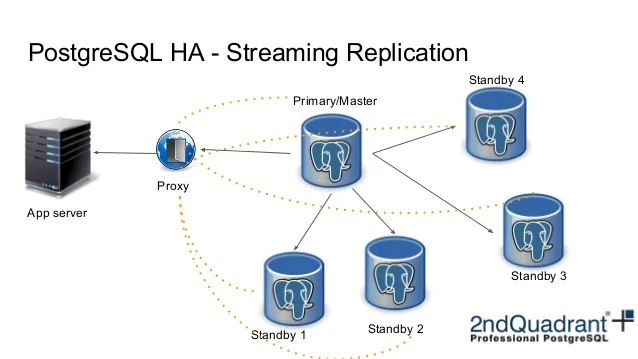 PostgreSQL HA - Streaming Replication
Standby 4
Primary/Master
Proxy
App server
Standby 3
Standby 1
Standby 2
2ndQuadrant®+
Professional PostgreSQL